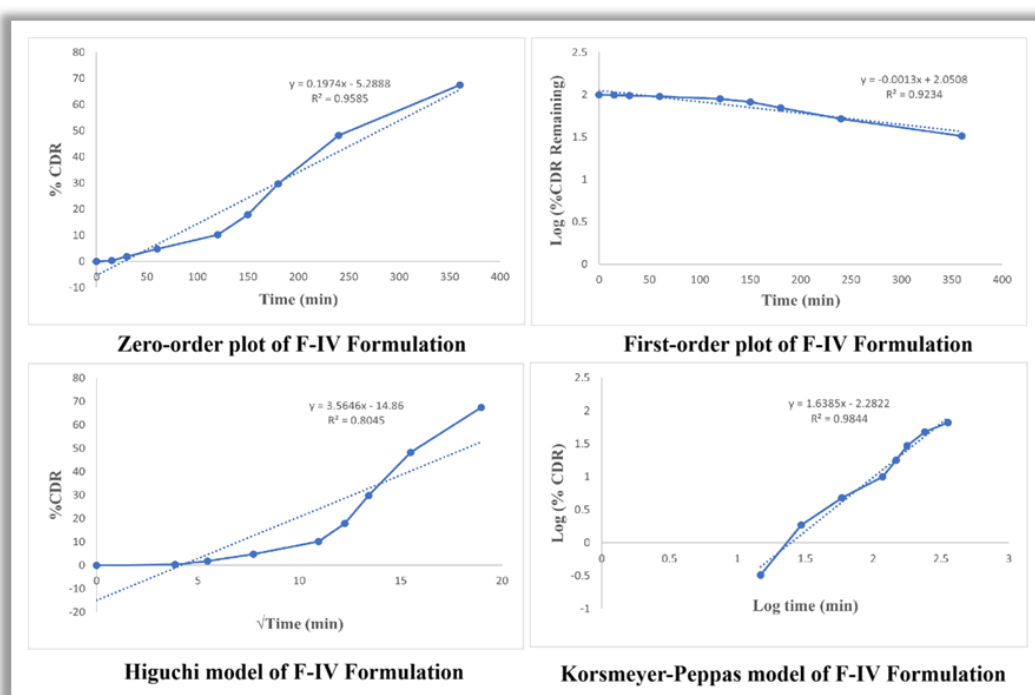 80
70
60
50
40
30
20
10
0
-10
% CDR
y = 0.1974x - 5.2888
R² = 0.9585
0 50 100 150 200 250 300 350 400
Time (min)
Zero-order plot of F-IV Formulation
2.5
2
1.5
1
0.5
0
Log (%CDR Remaining)
y = -0.0013x + 2.0508
R² = 0.9234
0 50 100 150 200 250 300 350 400
Time (min)
First-order plot of F-IV Formulation
80
70
60
50
40
30
20
10
0
-10
-20
%CDR
y = 3.5646x - 14.86
R² = 0.8045
0 5 10 15 20
√Time (min)
Higuchi model of F-IV Formulation
2.5
2
1.5
1
0.5
0
-0.5
-1
Log (% CDR)
y = 1.6385x - 2.2822
R² = 0.9844
0 0.5 1 1.5 2 2.5 3
Log time (min)
Korsmeyer-Peppas model of F-IV Formulation